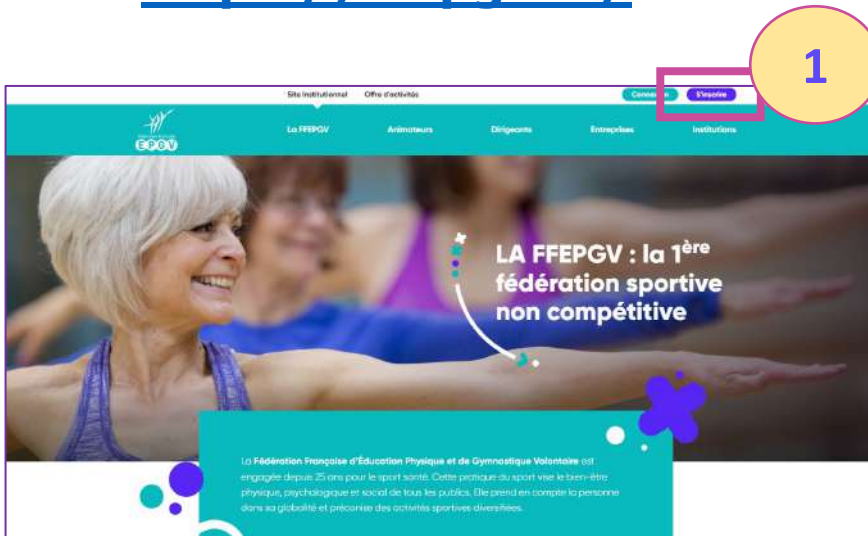 1
Site institutionnel Offre d'activités S'inscrire
EPGV
La FFEPGV Animateurs Dirigeants Entreprises Institutions
LA FFEPGV : la 1ère
fédération sportive
non compétitive
La Fédération Française d'Éducation Physique et de Gymnastique Volontaire est
engagée depuis 25 ans pour le sport santé. Cette pratique du sport vise le bien-être
physique, psychologique et social de tous les publics. Elle prend en compte la personne
dans sa globalité et préconise des activités sportives diversifiées.